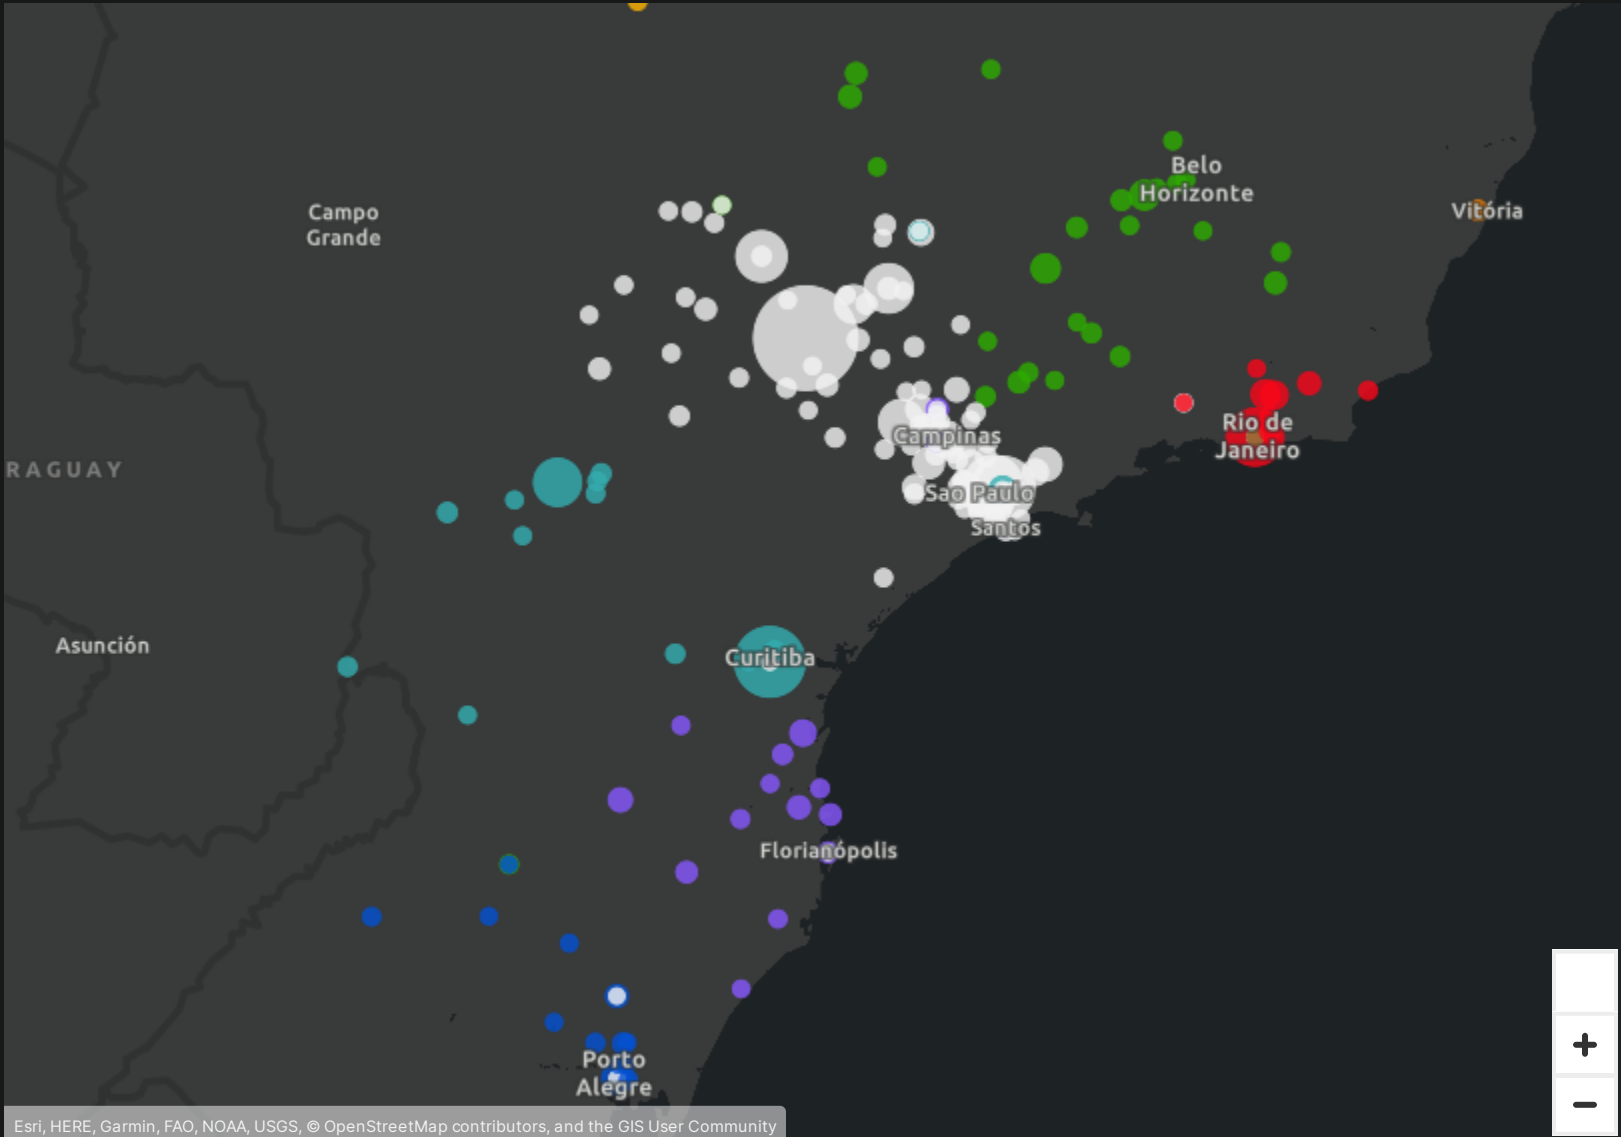 Belo
Horizonte
Campo
Grande
Vitória
Rio de
Janeiro
Campinas
RAGUAY
Sao Paulo
Santos
Asunción
Curitiba
Florianópolis
Porto
Alegre
+
−
Esri, HERE, Garmin, FAO, NOAA, USGS, © OpenStreetMap contributors, and the GIS User Community